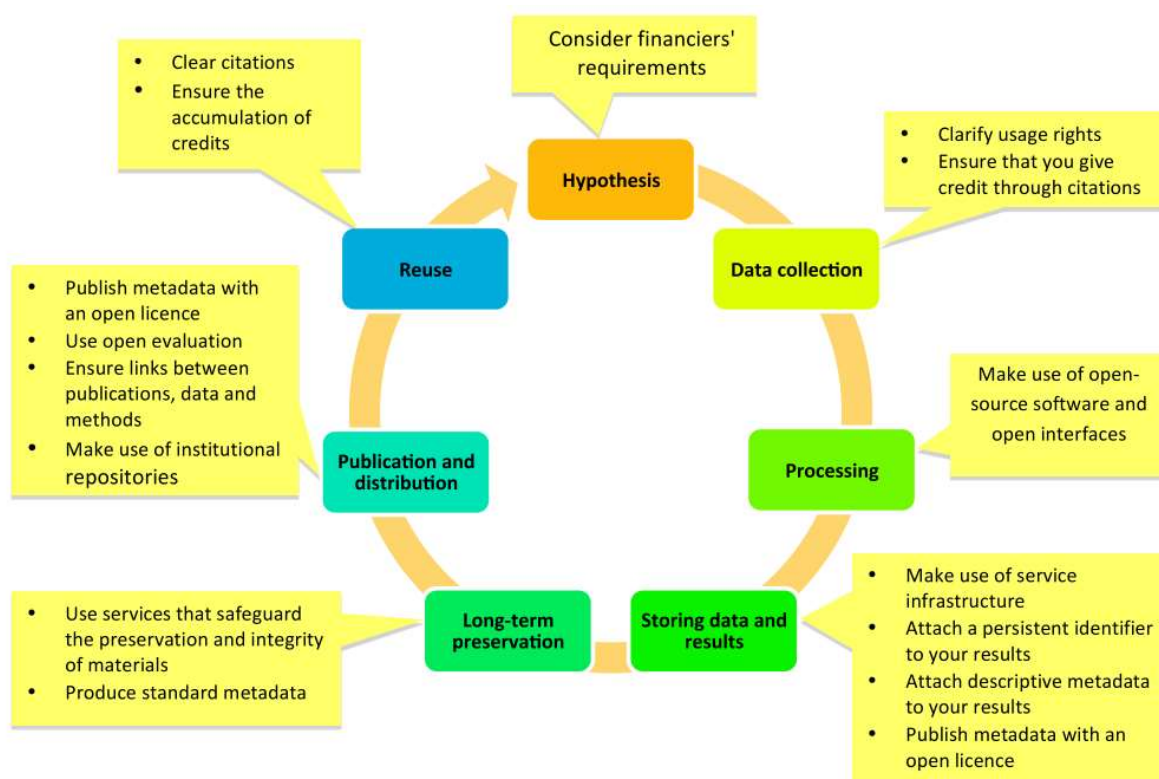 Consider financiers'
requirements
• Clear citations
• Ensure the
accumulation of
credits
• Clarify usage rights
• Ensure that you give
credit through citations
Hypothesis
Reuse
Data collection
• Publish metadata with
an open licence
• Use open evaluation
• Ensure links between
publications, data and
methods
• Make use of institutional
repositories
Make use of open-
source software and
open interfaces
Publication and
distribution
Processing
• Use services that safeguard
the preservation and integrity
of materials
• Produce standard metadata
Long-term
preservation
Storing data and
results
• Make use of service
infrastructure
• Attach a persistent identifier
to your results
• Attach descriptive metadata
to your results
• Publish metadata with an
open licence